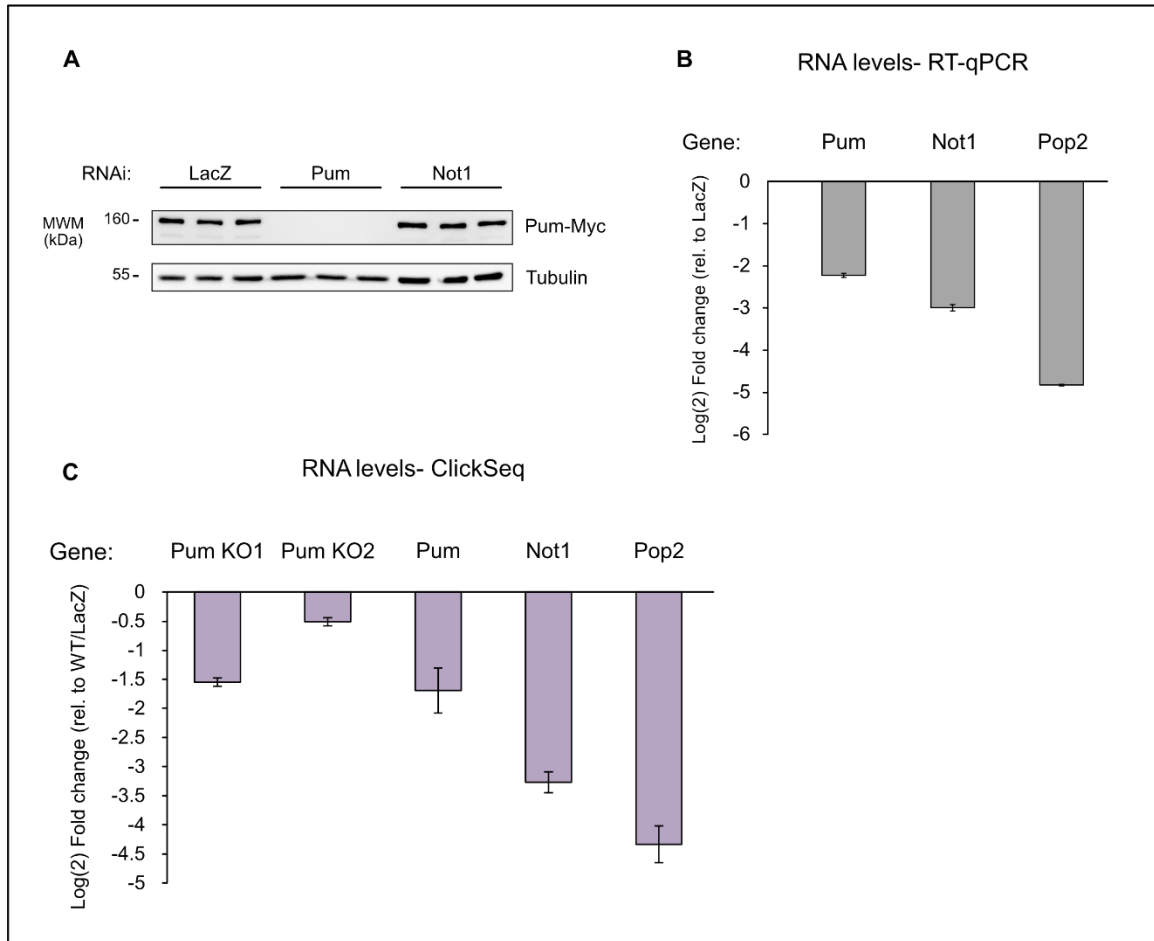 A
RNAi: LacZ Pum Not1
MWM (kDa)
160-
Pum-Myc
55-
Tubulin
B
RNA levels- RT-qPCR
Gene: Pum Not1 Pop2
Log(2) Fold change (rel. to LacZ)
0
-1
-2
-3
-4
-5
-6
C
RNA levels- ClickSeq
Gene: Pum KO1 Pum KO2 Pum Not1 Pop2
Log(2) Fold change (rel. to WT/LacZ)
0
-0.5
-1
-1.5
-2
-2.5
-3
-3.5
-4
-4.5
-5